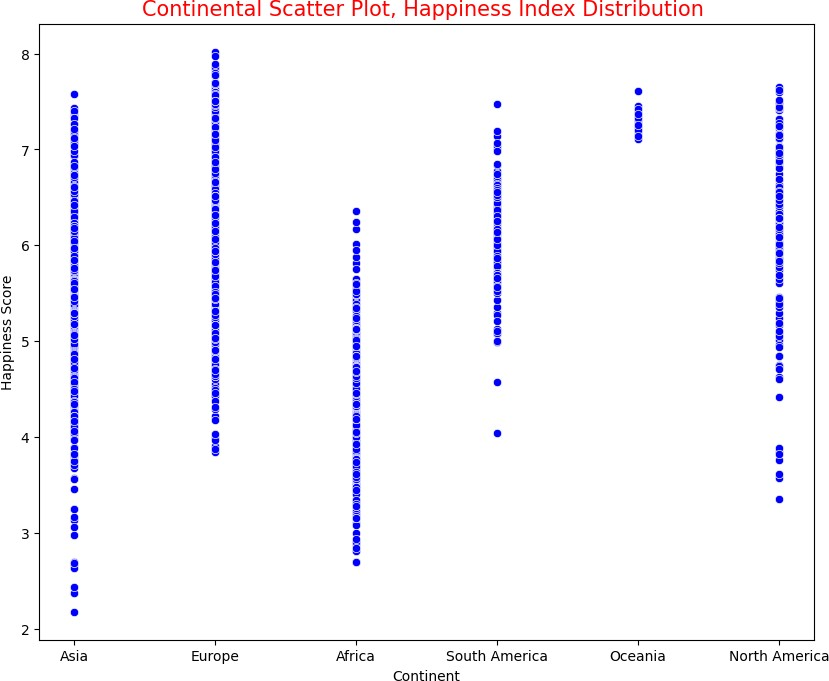 Continental Scatter Plot, Happiness Index Distribution
8
7
6
5
4
3
2
Happiness Score
Asia Europe Africa South America Oceania North America
Continent